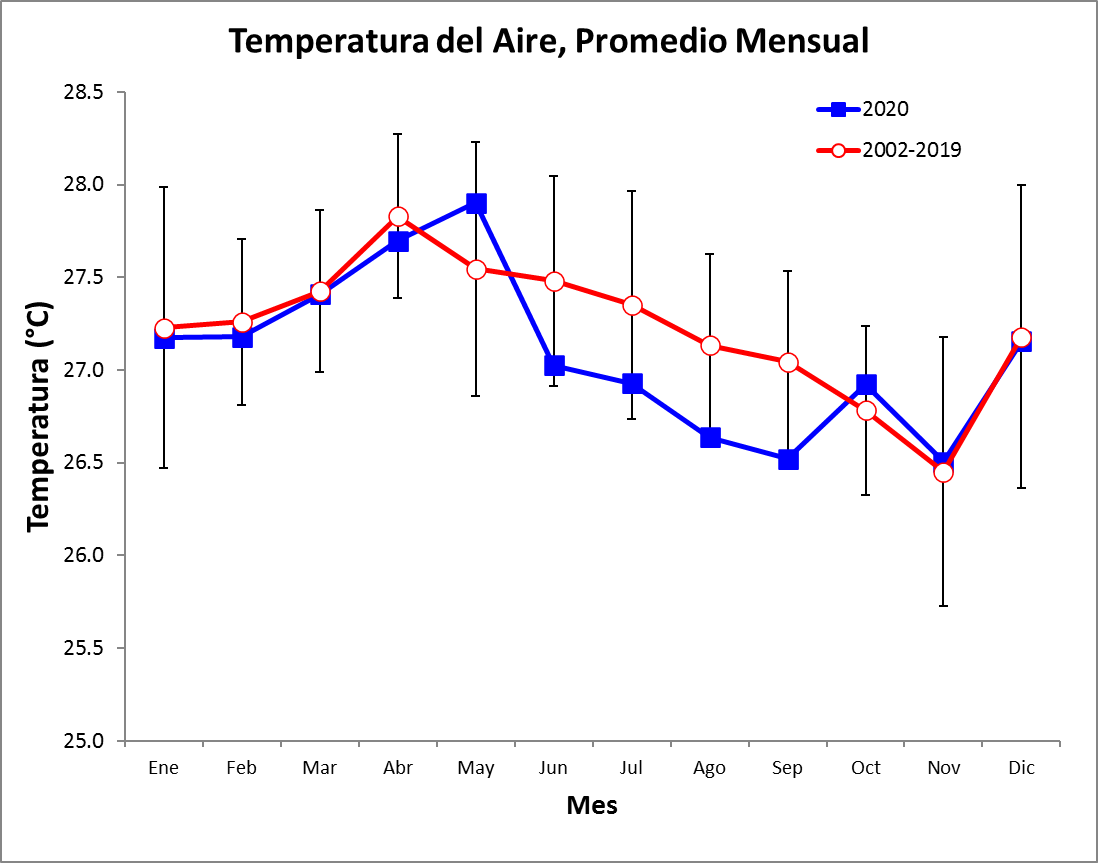 Temperatura del Aire, Promedio Mensual
2020
2002-2019
Temperatura (°C)
28.5
28.0
27.5
27.0
26.5
26.0
25.5
25.0
Ene Feb Mar Abr May Jun Jul Ago Sep Oct Nov Dic
Mes